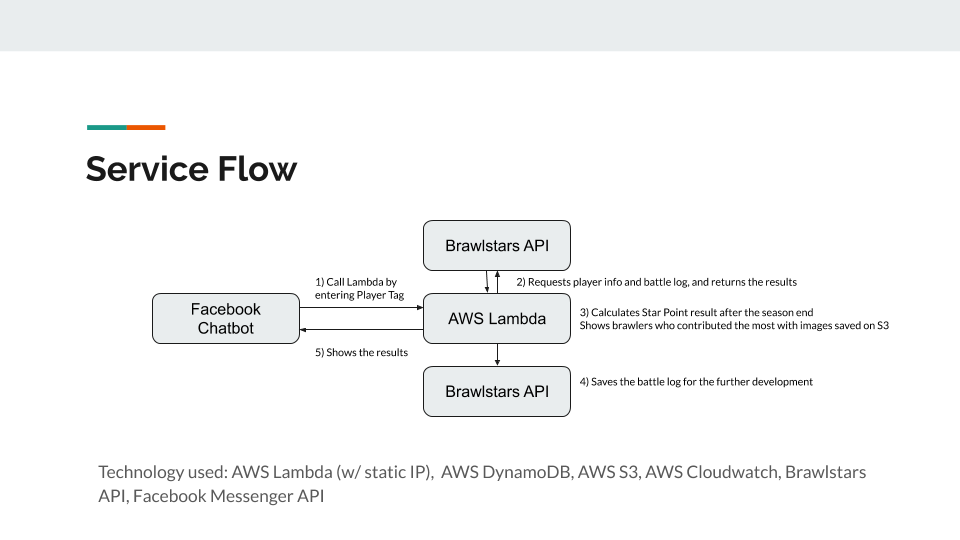 Service Flow
Brawlstars API
1) Call Lambda by
entering Player Tag
2) Requests player info and battle log, and returns the results
Facebook
Chatbot
AWS Lambda
3) Calculates Star Point result after the season end
Shows brawlers who contributed the most with images saved on S3
5) Shows the results
Brawlstars API
4) Saves the battle log for the further development
Technology used: AWS Lambda (w/ static IP), AWS DynamoDB, AWS S3, AWS Cloudwatch, Brawlstars
API, Facebook Messenger API